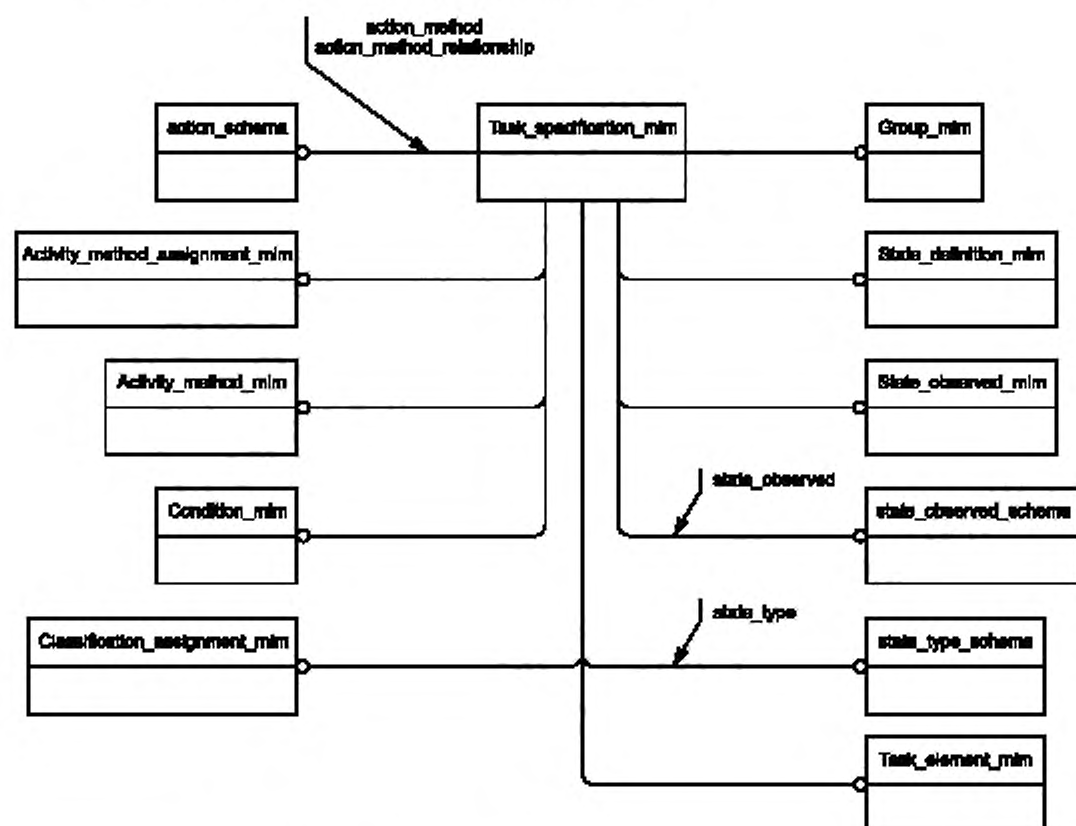 action_method
action_method_relationship
action_schema
Task_specification_mim
Group_mim
Activity_method_assignment_mim
State_definition_mim
Activity_method_mim
State_observed_mim
state_observed
Condition_mim
state_observed_schema
state_type
Classification_assignment_mim
state_type_schema
Task_element_mim